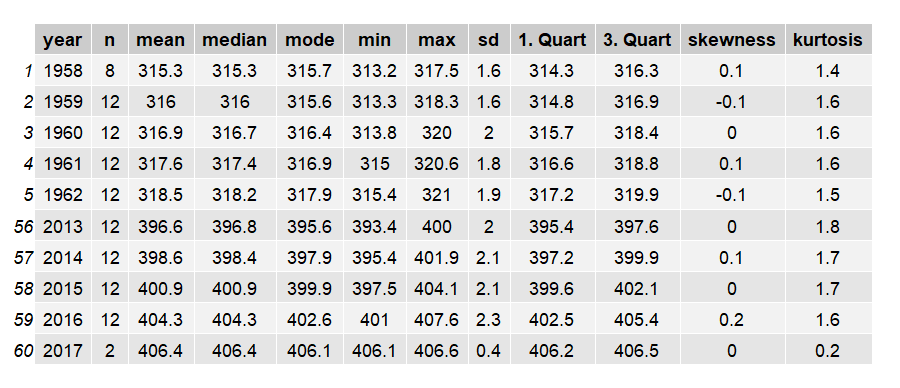 year n mean median mode min max sd 1. Quart 3. Quart skewness kurtosis
1 1958 8 315.3 315.3 315.7 313.2 317.5 1.6 314.3 316.3 0.1 1.4
2 1959 12 316 316 315.6 313.3 318.3 1.6 314.8 316.9 -0.1 1.6
3 1960 12 316.9 316.7 316.4 313.8 320 2 315.7 318.4 0 1.6
4 1961 12 317.6 317.4 316.9 315 320.6 1.8 316.6 318.8 0.1 1.6
5 1962 12 318.5 318.2 317.9 315.4 321 1.9 317.2 319.9 -0.1 1.5
56 2013 12 396.6 396.8 395.6 393.4 400 2 395.4 397.6 0 1.8
57 2014 12 398.6 398.4 397.9 395.4 401.9 2.1 397.2 399.9 0.1 1.7
58 2015 12 400.9 400.9 399.9 397.5 404.1 2.1 399.6 402.1 0 1.7
59 2016 12 404.3 404.3 402.6 401 407.6 2.3 402.5 405.4 0.2 1.6
60 2017 2 406.4 406.4 406.1 406.1 406.6 0.4 406.2 406.5 0 0.2